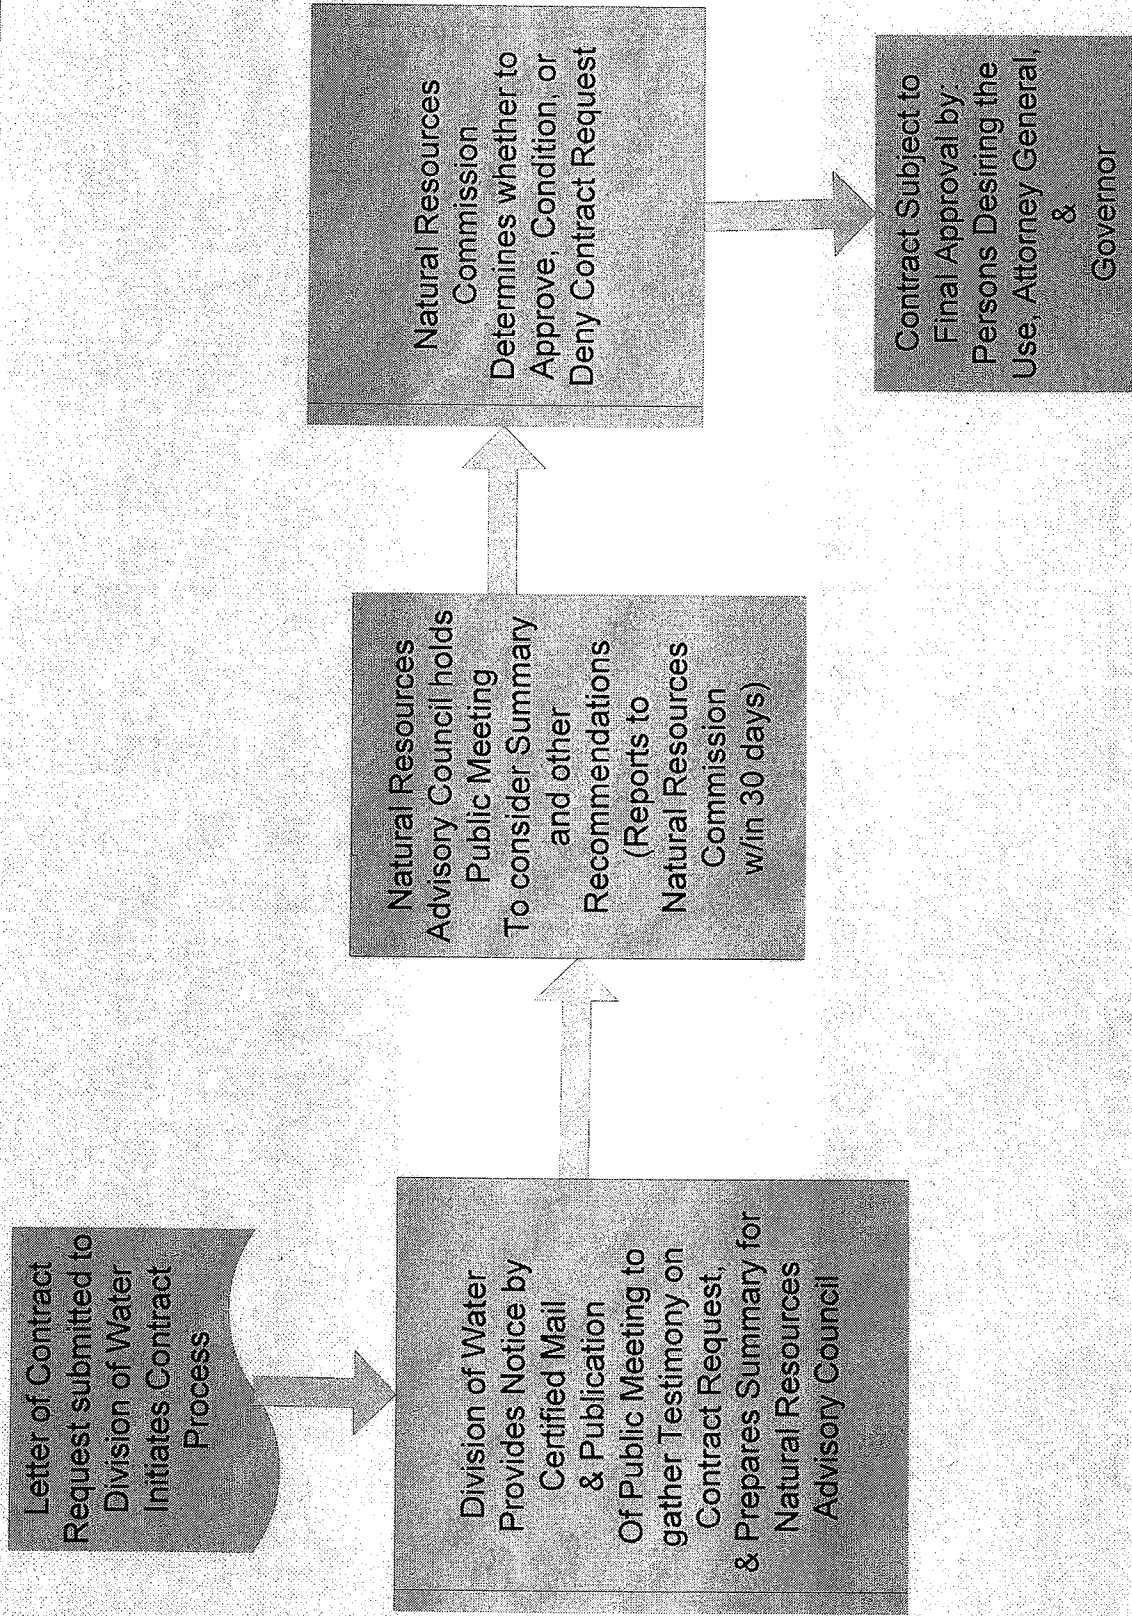 Letter of Contract
Request submitted to
Division of Water
Initiates Contract
Process
Division of Water
Provides Notice by
Certified Mail
& Publication
Of Public Meeting to
gather Testimony on
Contract Request,
& Prepares Summary for
Natural Resources
Advisory Council
Natural Resources
Advisory Council holds
Public Meeting
To consider Summary
and other
Recommendations
(Reports to
Natural Resources
Commission
w/in 30 days)
Natural Resources
Commission
Determines whether to
Approve, Condition, or
Deny Contract Request
Contract Subject to
Final Approval by:
Persons Desiring the
Use, Attorney General,
&
Governor